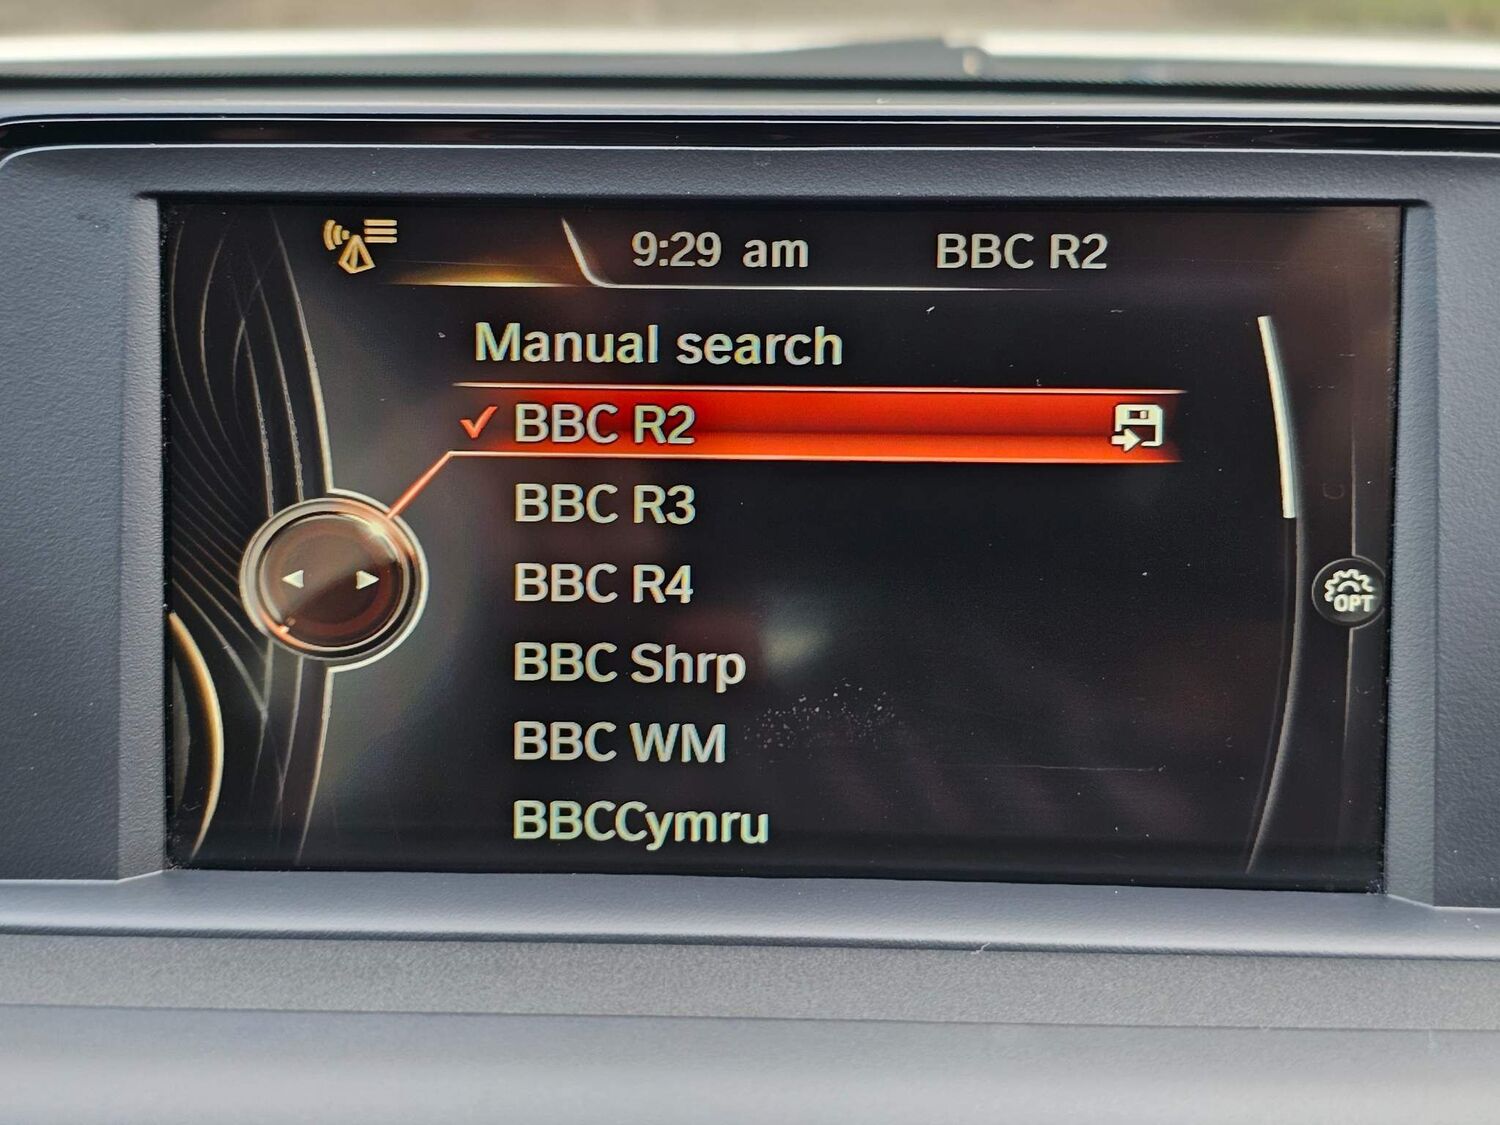 9:29 am BBC R2
Manual search
BBC R2
BBC R3
BBC R4
OPT
BBC Shrp
BBC WM
BBCCymru